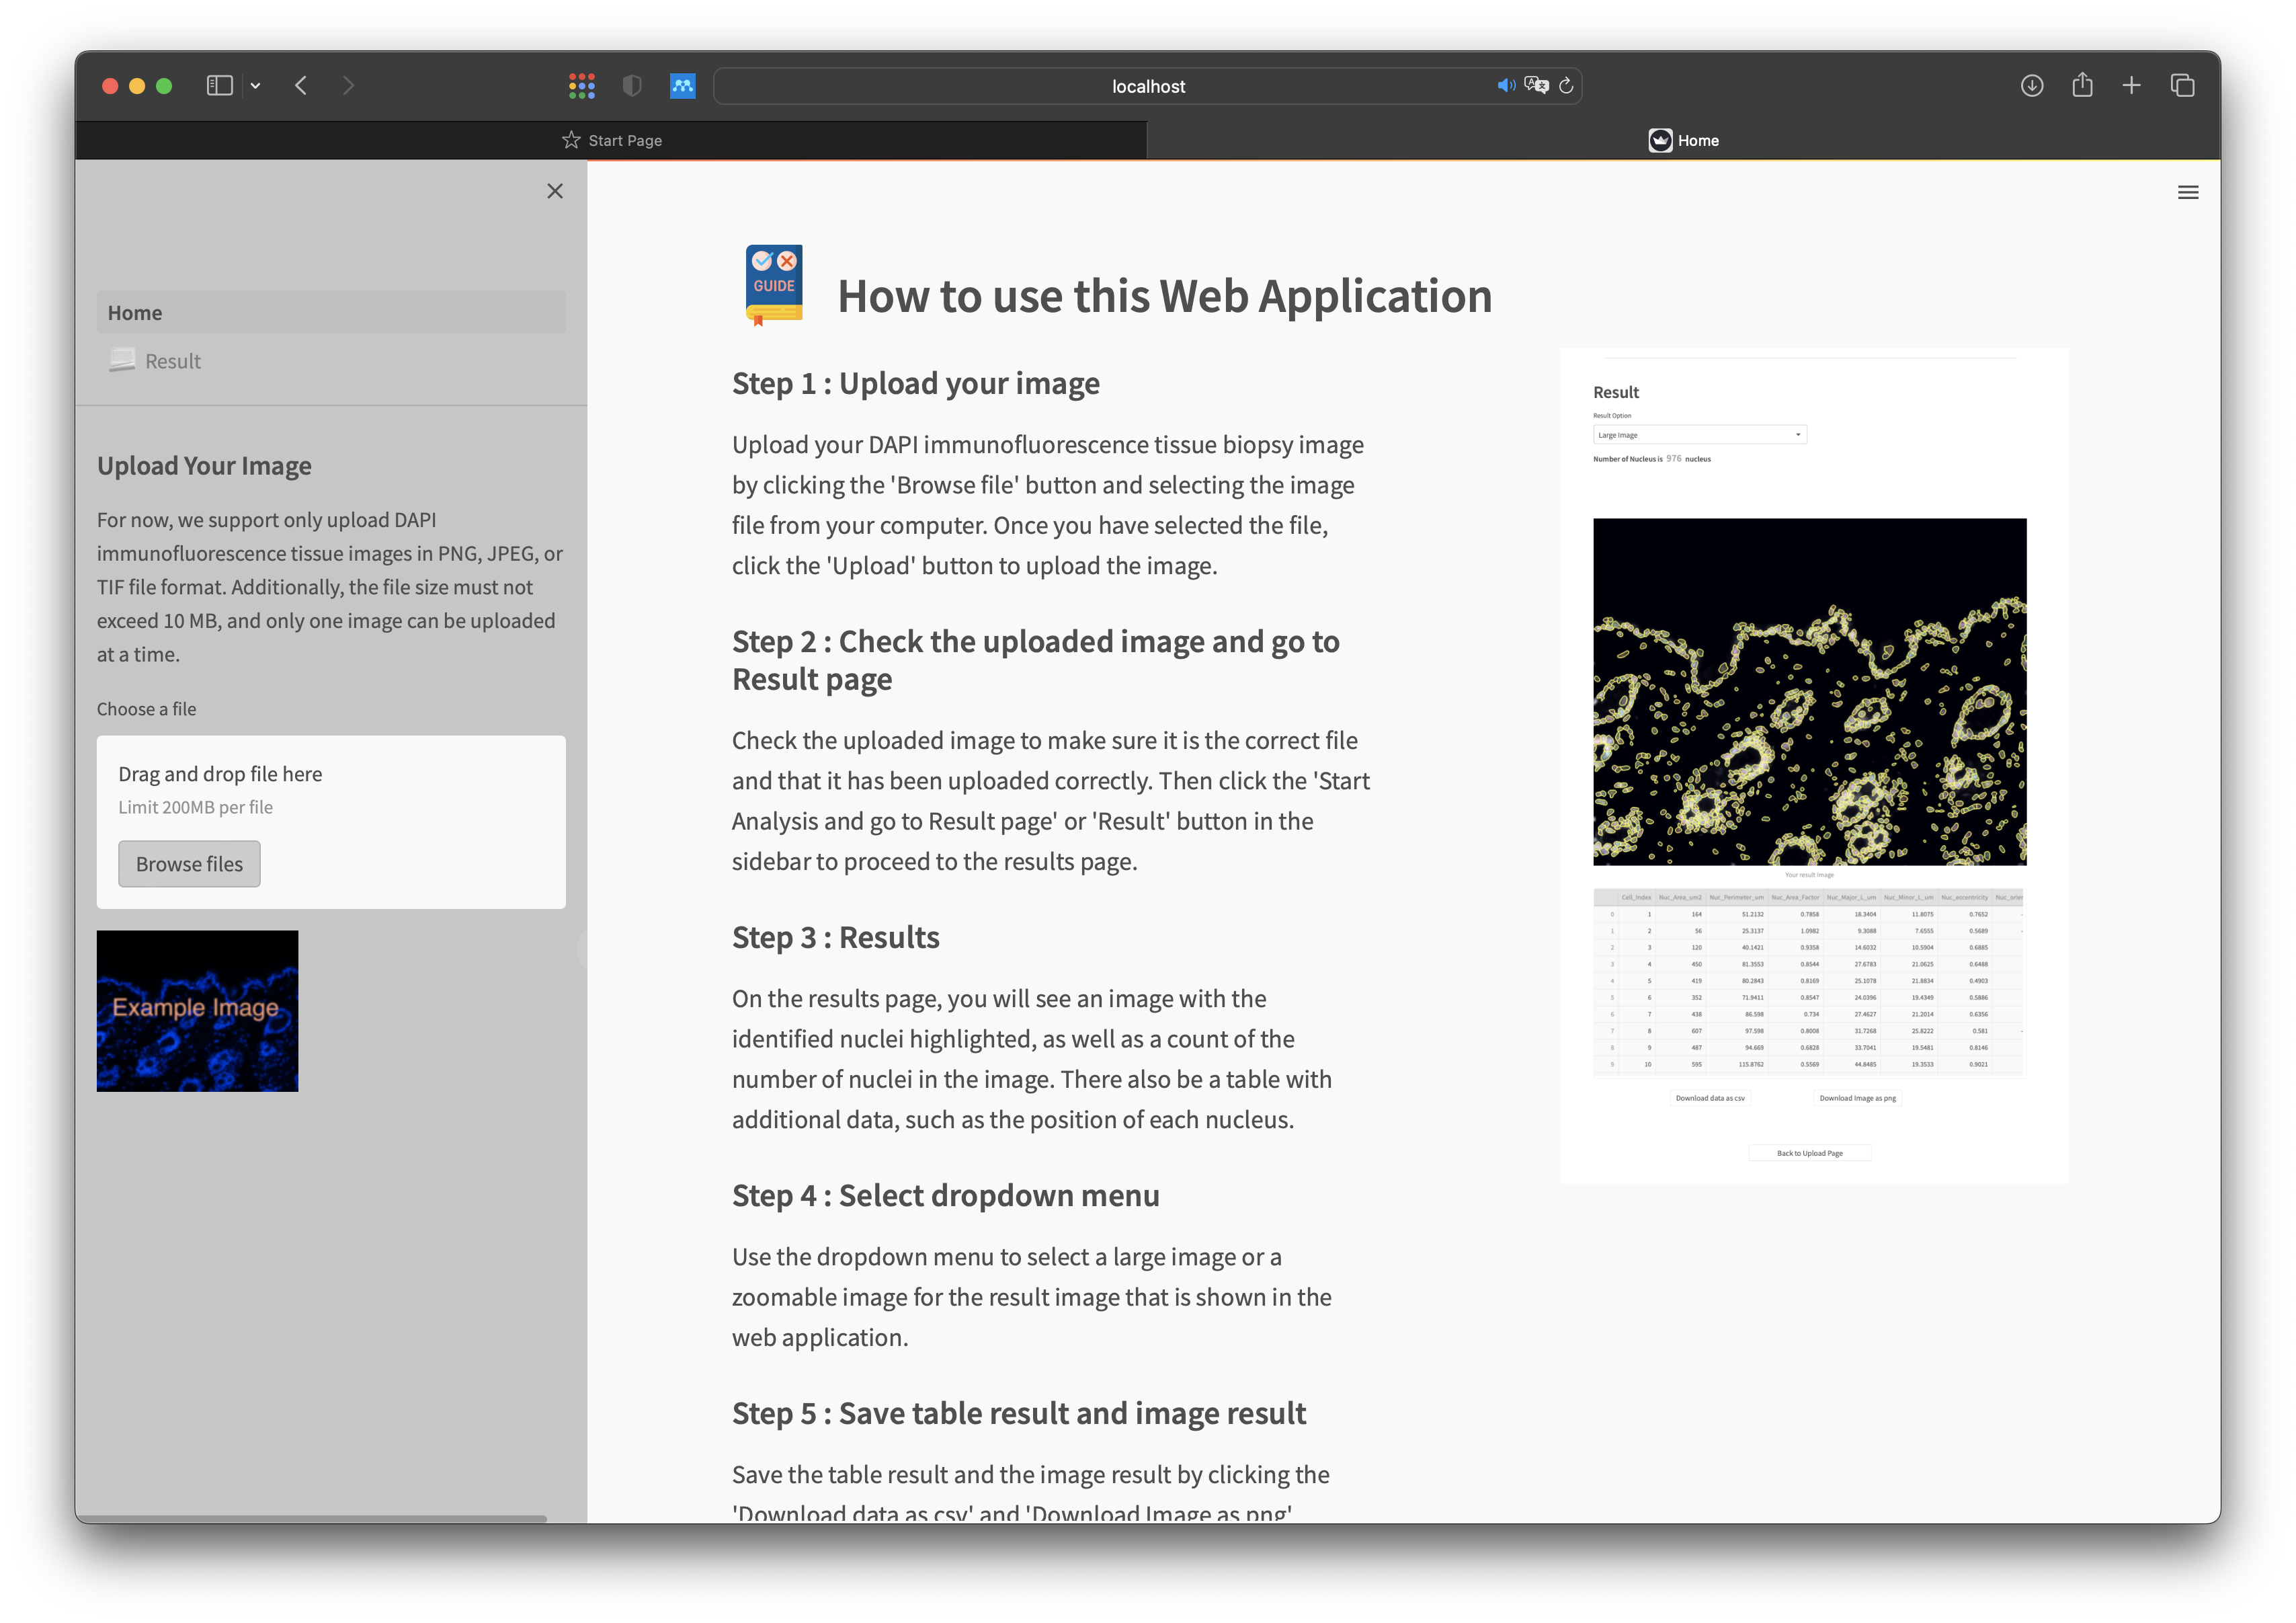 localhost
Start Page
Home
Home
Result
Upload Your Image
For now, we support only upload DAPI
immunofluorescence tissue images in PNG, JPEG, or
TIF file format. Additionally, the file size must not
exceed 10 MB, and only one image can be uploaded
at a time.
Choose a file
Drag and drop file here
Limit 200MB per file
Browse files
Example Image
GUIDE
How to use this Web Application
Step 1 : Upload your image
Upload your DAPI immunofluorescence tissue biopsy image
by clicking the 'Browse file' button and selecting the image
file from your computer. Once you have selected the file,
click the 'Upload' button to upload the image.
Step 2 : Check the uploaded image and go to
Result page
Check the uploaded image to make sure it is the correct file
and that it has been uploaded correctly. Then click the 'Start
Analysis and go to Result page' or 'Result' button in the
sidebar to proceed to the results page.
Step 3 : Results
On the results page, you will see an image with the
identified nuclei highlighted, as well as a count of the
number of nuclei in the image. There also be a table with
additional data, such as the position of each nucleus.
Step 4 : Select dropdown menu
Use the dropdown menu to select a large image or a
zoomable image for the result image that is shown in the
web application.
Step 5 : Save table result and image result
Save the table result and the image result by clicking the
'Download data as csv' and 'Download Image as png'
Result
Result Option
Large Image
Number of Nucleus is 976 nucleus
Your result image
Cell_Index Nuc_Area_um2 Nuc_Perimeter_um Nuc_Area_Factor Nuc_Major_L_um Nuc_Minor_L_um Nuc_eccentricity Nuc_orier
0 1 164 51.2132 0.7858 18.3404 11.8075 0.7652 -
1 2 56 25.3137 1.0982 9.3088 7.6555 0.5689 -
2 3 120 40.1421 0.9358 14.6032 10.5904 0.6885
3 4 450 81.3553 0.8544 27.6783 21.0625 0.6488
4 5 419 80.2843 0.8169 25.1078 21.8834 0.4903
5 6 352 71.9411 0.8547 24.0396 19.4349 0.5886
6 7 438 86.598 0.734 27.4627 21.2014 0.6356
7 8 607 97.598 0.8008 31.7268 25.8222 0.581 -
8 9 487 94.669 0.6828 33.7041 19.5481 0.8146
9 10 595 115.8762 0.5569 44.8485 19.3533 0.9021
Download data as csv
Download Image as png
Back to Upload Page